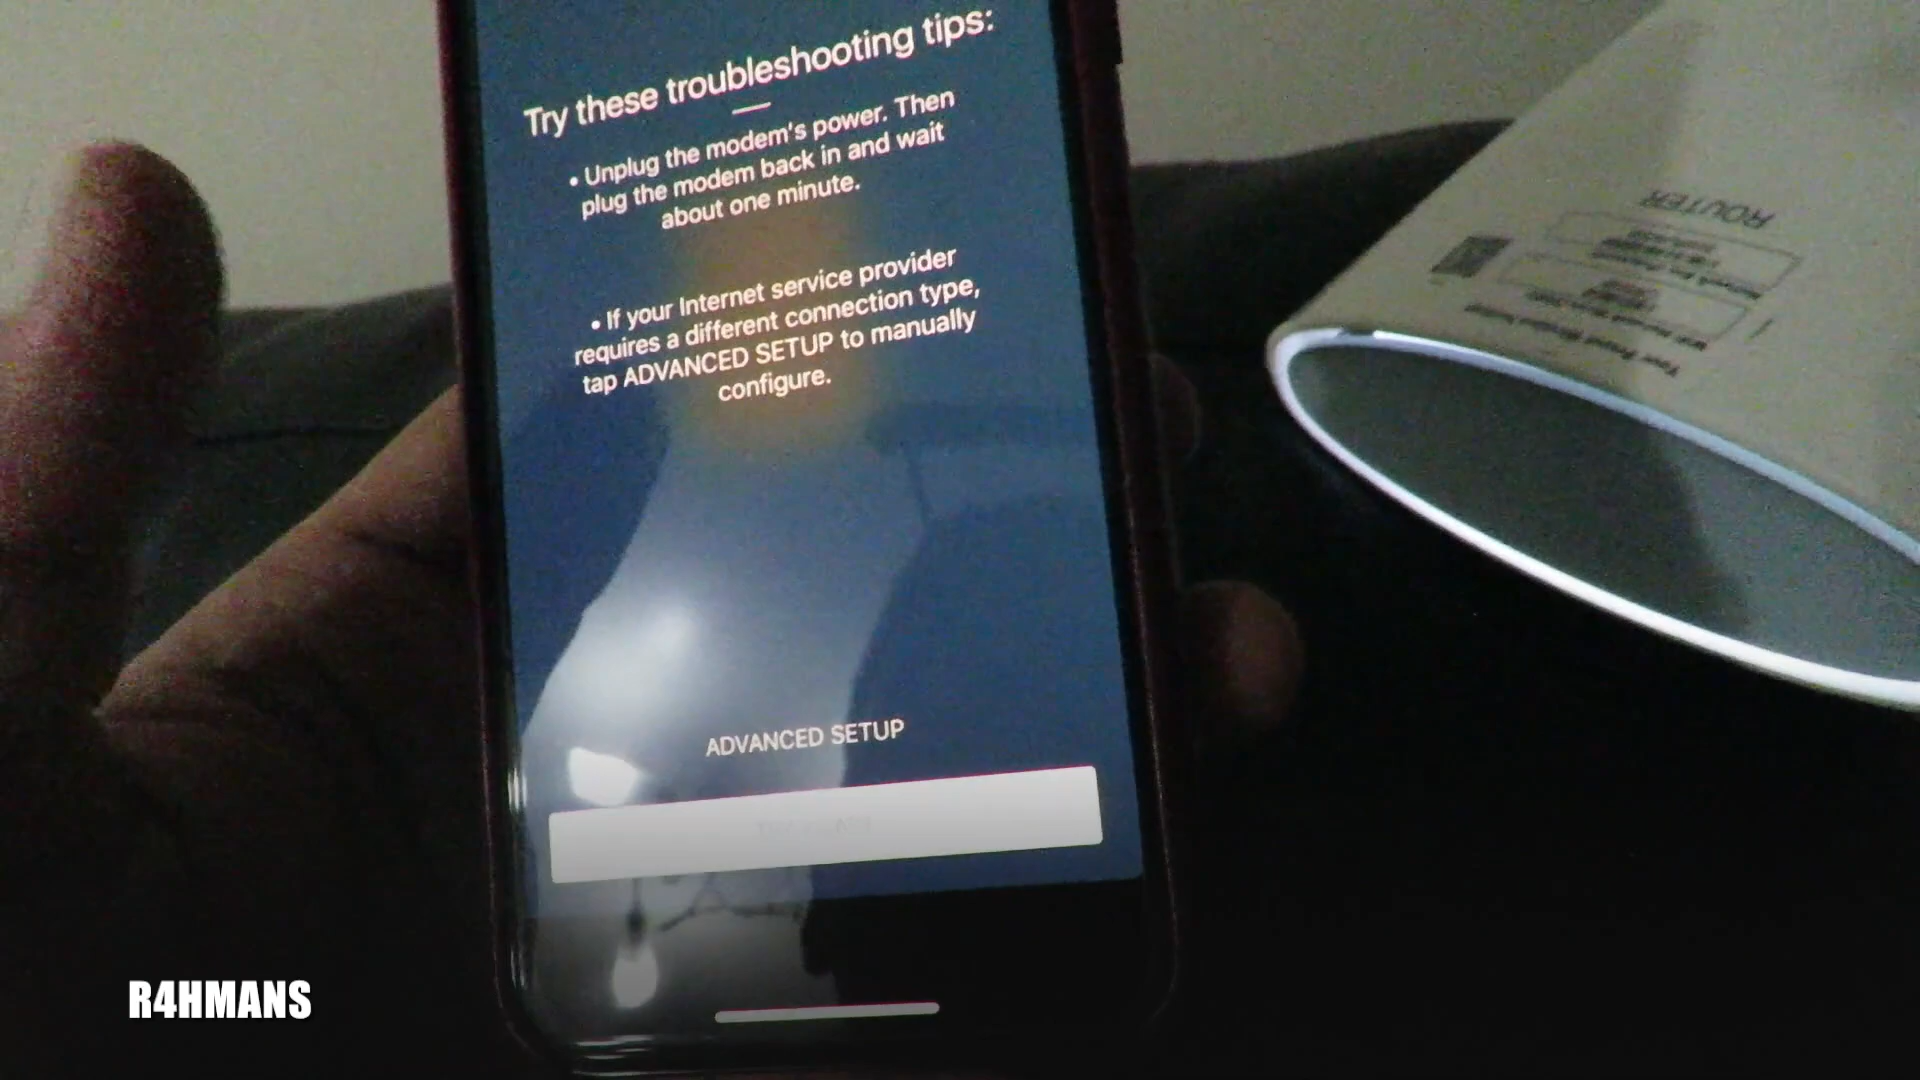 Try these troubleshooting tips:
• Unplug the modem's power. Then
plug the modem back in and wait
about one minute.
• If your Internet service provider
requires a different connection type,
tap ADVANCED SETUP to manually
configure.
ADVANCED SETUP
ROUTER
R4HMANS